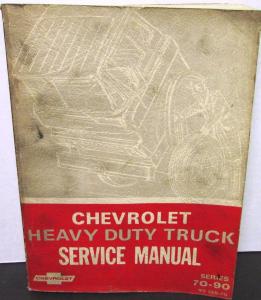 CHEVROLET
HEAVY DUTY TRUCK
SERVICE MANUAL
CHEVROLET
SERIES
70-90